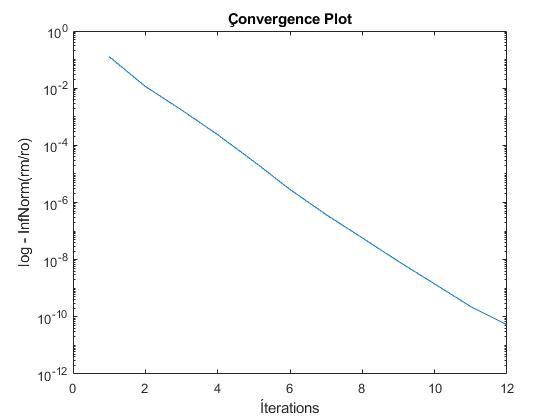 Çonvergence Plot
10^0
10^-2
10^-4
10^-6
10^-8
10^-10
10^-12
log - InfNorm(rm/ro)
0 2 4 6 8 10 12
Íterations